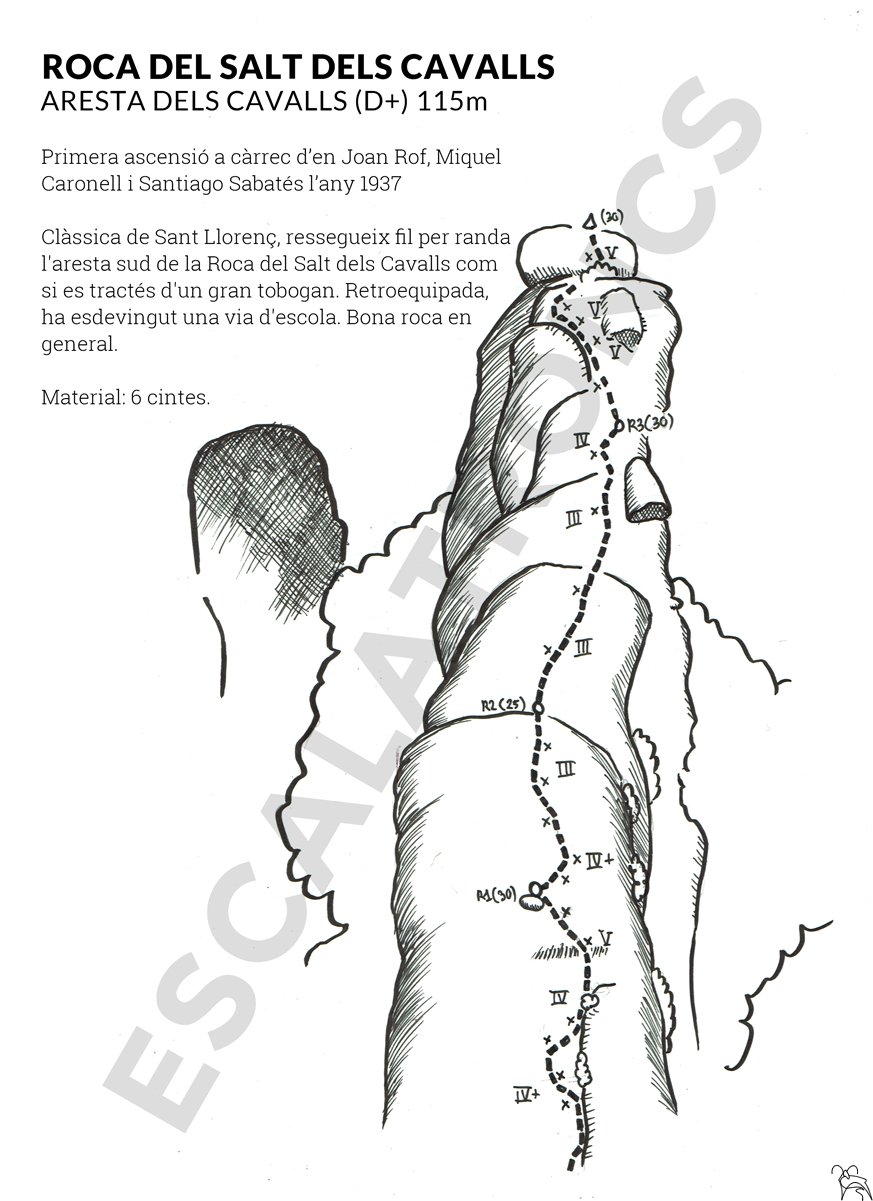 ROCA DEL SALT DELS CAVALLS
ARESTA DELS CAVALLS (D+) 115m
Primera ascensió a càrrec d’en Joan Rof, Miquel
Caronell i Santiago Sabatés l’any 1937
Clàssica de Sant Llorenç, ressegueix fil per randa
l'aresta sud de la Roca del Salt dels Cavalls com
si es tractés d'un gran tobogan. Retroequipada,
ha esdevingut una via d'escola. Bona roca en
general.
Material: 6 cintes.
(30)
V
V
V
R3(30)
IV
III
III
R2(25)
III
IV+
R1(30)
V
IV
IV+
ESCALATRONCS